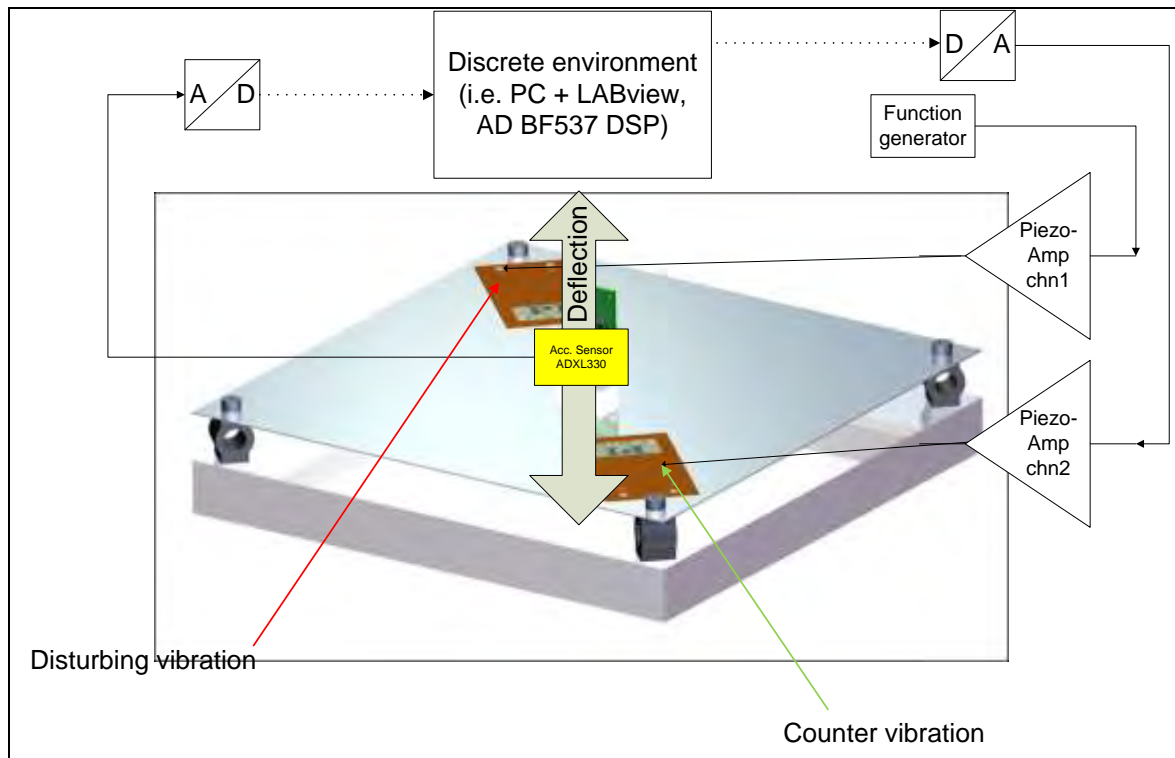 A D
Discrete environment
(i.e. PC + LABview,
AD BF537 DSP)
D A
Function
generator
Deflection
Piezo-
Amp
chn1
Acc. Sensor
ADXL330
Piezo-
Amp
chn2
Disturbing vibration
Counter vibration